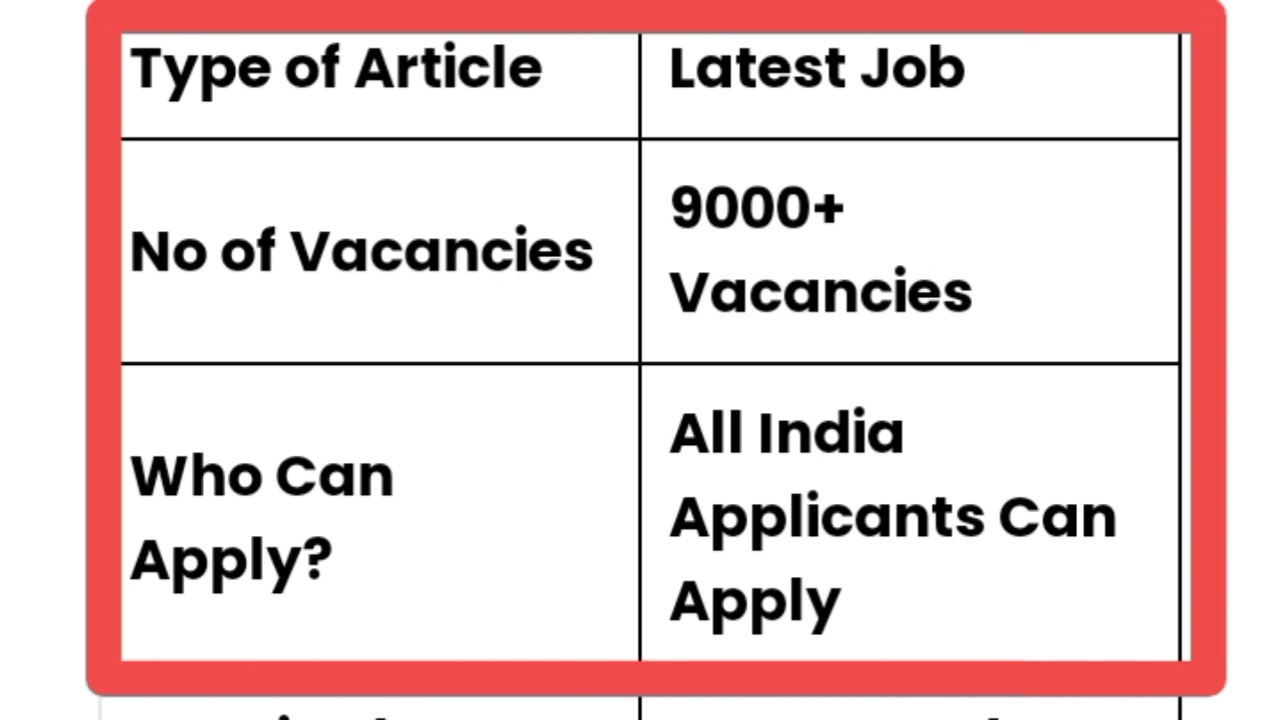 Type of Article
Latest Job
No of Vacancies
9000+
Vacancies
Who Can
Apply?
All India
Applicants Can
Apply